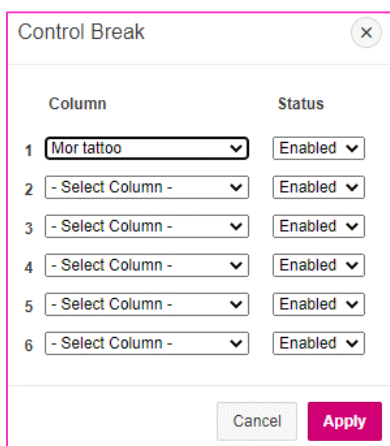 Control Break
Column Status
1 Mor tattoo Enabled
2 - Select Column - Enabled
3 - Select Column - Enabled
4 - Select Column - Enabled
5 - Select Column - Enabled
6 - Select Column - Enabled
Cancel Apply